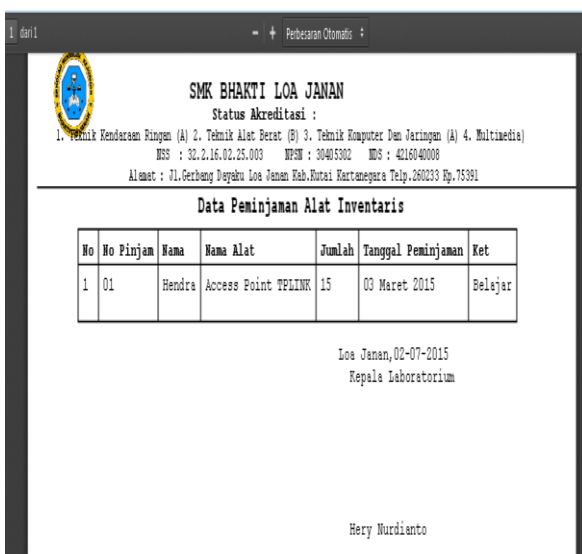 1 dari 1 - + Perbesaran Otomatis
SMK BHAKTI LOA JANAN
Status Akreditasi :
1. Teknik Kendaraan Ringan (A) 2. Teknik Alat Berat (B) 3. Teknik Komputer Dan Jaringan (A) 4. Multimedia)
NSS : 32.2.16.02.25.003 NPSN : 30405302 NDS : 4216040008
Alamat : Jl.Gerbang Dayaku Loa Janan Kab.Kutai Kartanegara Telp.260233 Kp.75391
Data Peminjaman Alat Inventaris
No No Pinjam Nama Nama Alat Jumlah Tanggal Peminjaman Ket
1 01 Hendra Access Point TPLINK 15 03 Maret 2015 Belajar
Loa Janan,02-07-2015
Kepala Laboratorium
Hery Nurdianto